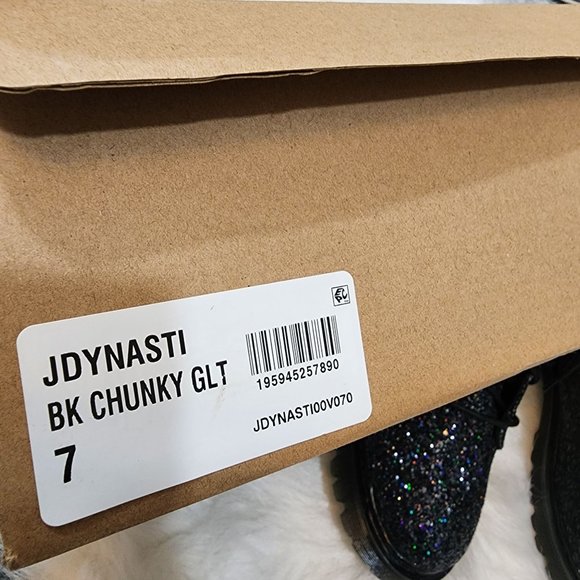 JDYNASTI
BK CHUNKY GLT
7
195945257890
JDYNASTI00V070